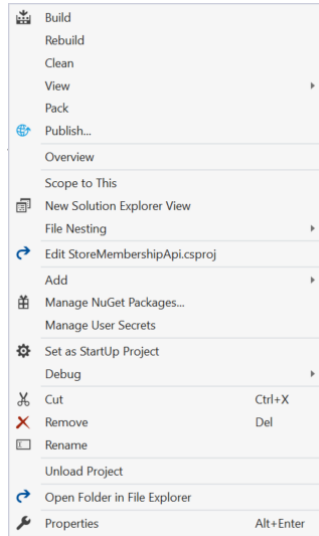 Build
Rebuild
Clean
View
Pack
Publish...
Overview
Scope to This
New Solution Explorer View
File Nesting
Edit StoreMembershipApi.csproj
Add
Manage NuGet Packages...
Manage User Secrets
Set as StartUp Project
Debug
Cut Ctrl+X
Remove Del
Rename
Unload Project
Open Folder in File Explorer
Properties Alt+Enter